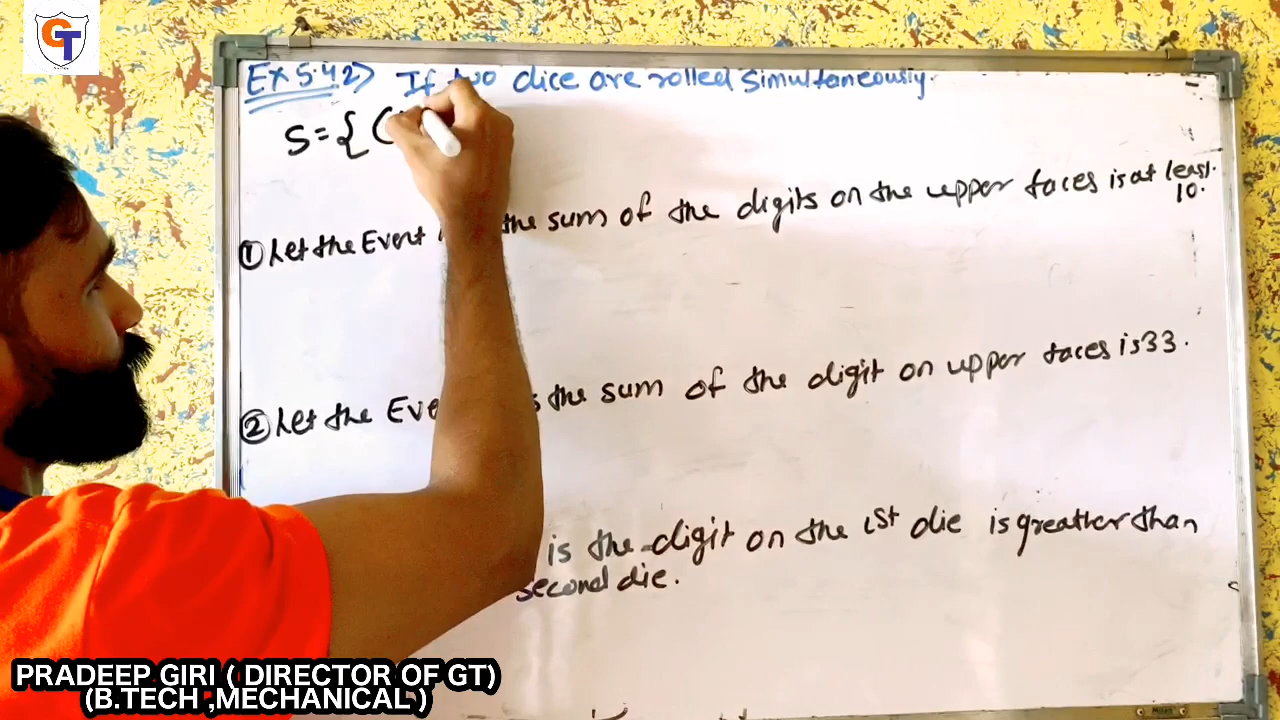 GT
Ex 5.42) If two dice are rolled simultaneously.
S={(
① Let the Event the sum of the digits on the upper faces is at least
10.
② Let the Eve the sum of the digit on upper faces is 33.
is the digit on the 1st die is greatter than
second die.
PRADEEP GIRI ( DIRECTOR OF GT)
(B.TECH ,MECHANICAL )